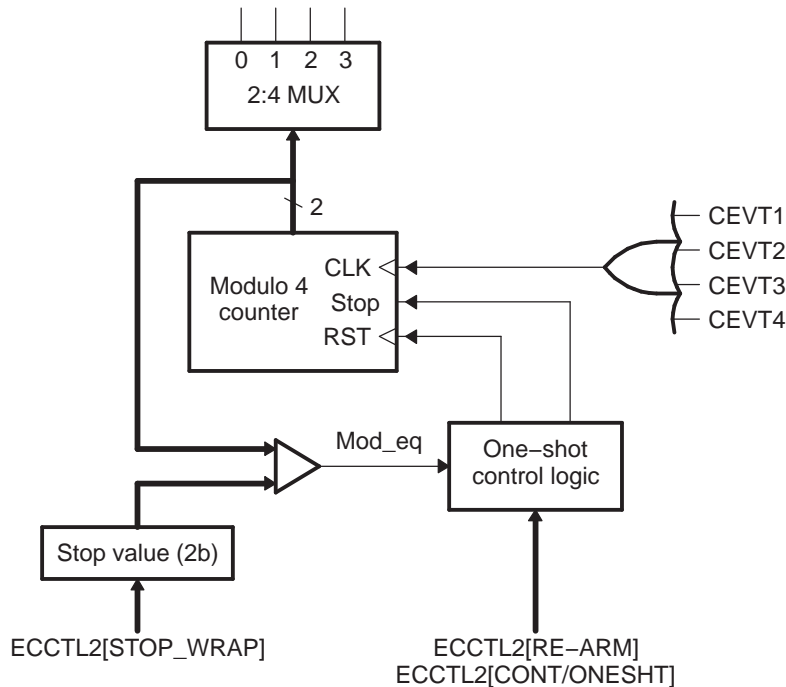 0 1 2 3
2:4 MUX
2
CEVT1
CEVT2
CEVT3
CEVT4
Modulo 4
counter
CLK
Stop
RST
Mod_eq
One−shot
control logic
Stop value (2b)
ECCTL2[STOP_WRAP]
ECCTL2[RE−ARM]
ECCTL2[CONT/ONESHT]